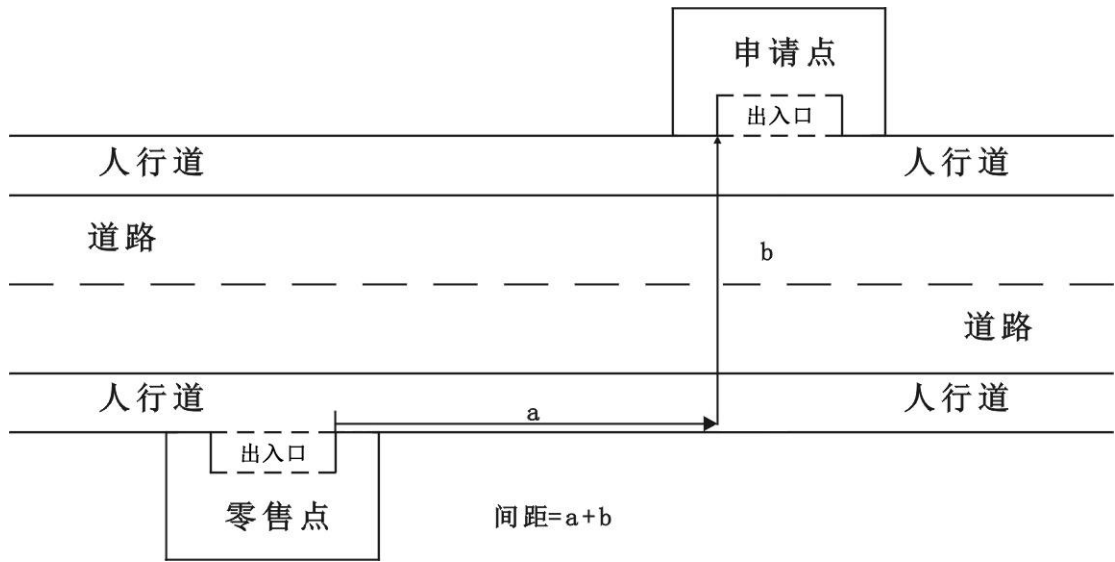 申请点
出入口
人行道 人行道
道路
b
道路
人行道 人行道
a
出入口
零售点
间距=a+b